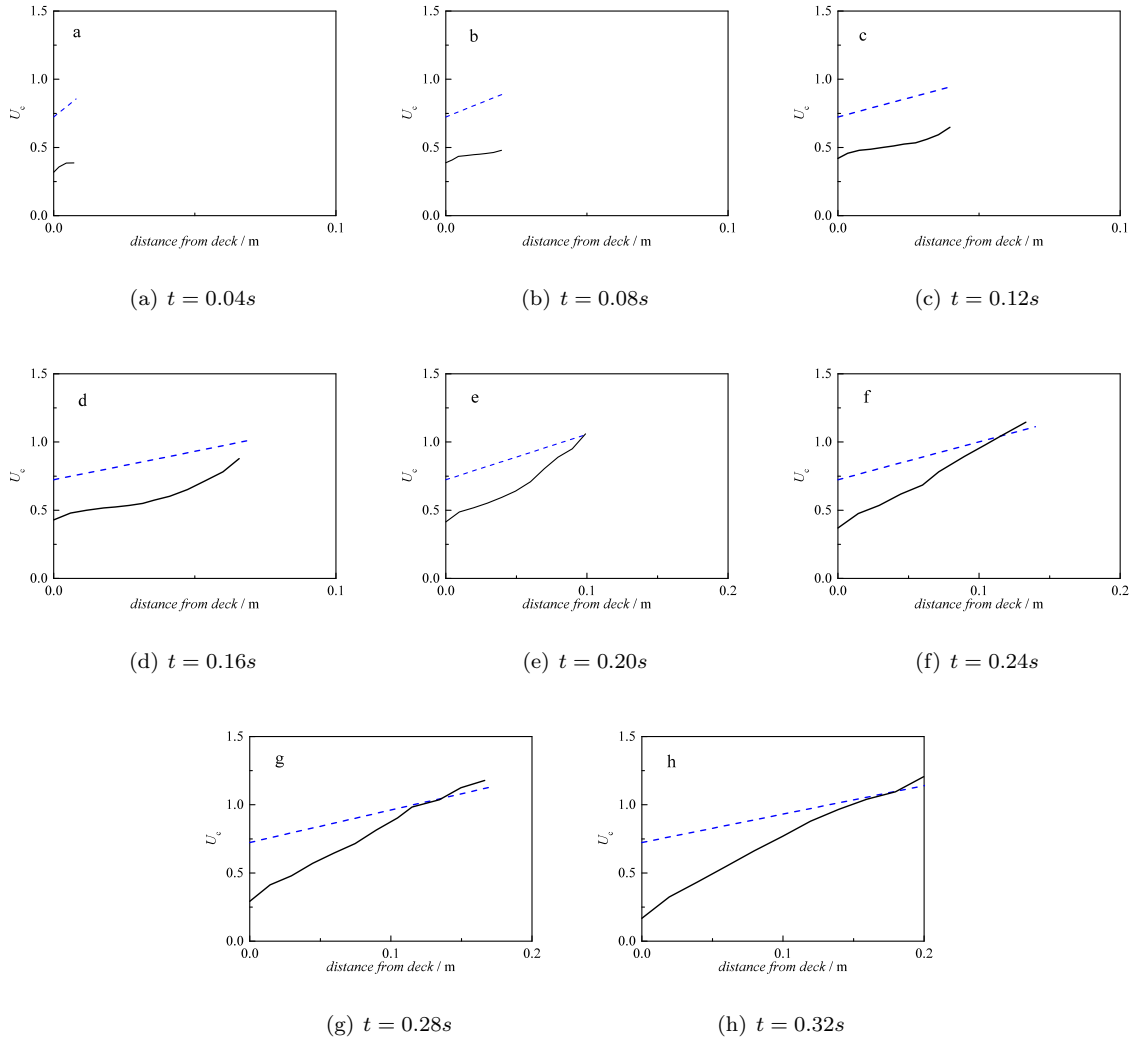 a
1.5
1.0
0.5
0.0
U_c
0.0 0.1
distance from deck / m
(a) t = 0.04s
b
1.5
1.0
0.5
0.0
U_c
0.0 0.1
distance from deck / m
(b) t = 0.08s
c
1.5
1.0
0.5
0.0
U_c
0.0 0.1
distance from deck / m
(c) t = 0.12s
d
1.5
1.0
0.5
0.0
U_c
0.0 0.1
distance from deck / m
(d) t = 0.16s
e
1.5
1.0
0.5
0.0
U_c
0.0 0.1 0.2
distance from deck / m
(e) t = 0.20s
f
1.5
1.0
0.5
0.0
U_c
0.0 0.1 0.2
distance from deck / m
(f) t = 0.24s
g
1.5
1.0
0.5
0.0
U_c
0.0 0.1 0.2
distance from deck / m
(g) t = 0.28s
h
1.5
1.0
0.5
0.0
U_c
0.0 0.1 0.2
distance from deck / m
(h) t = 0.32s